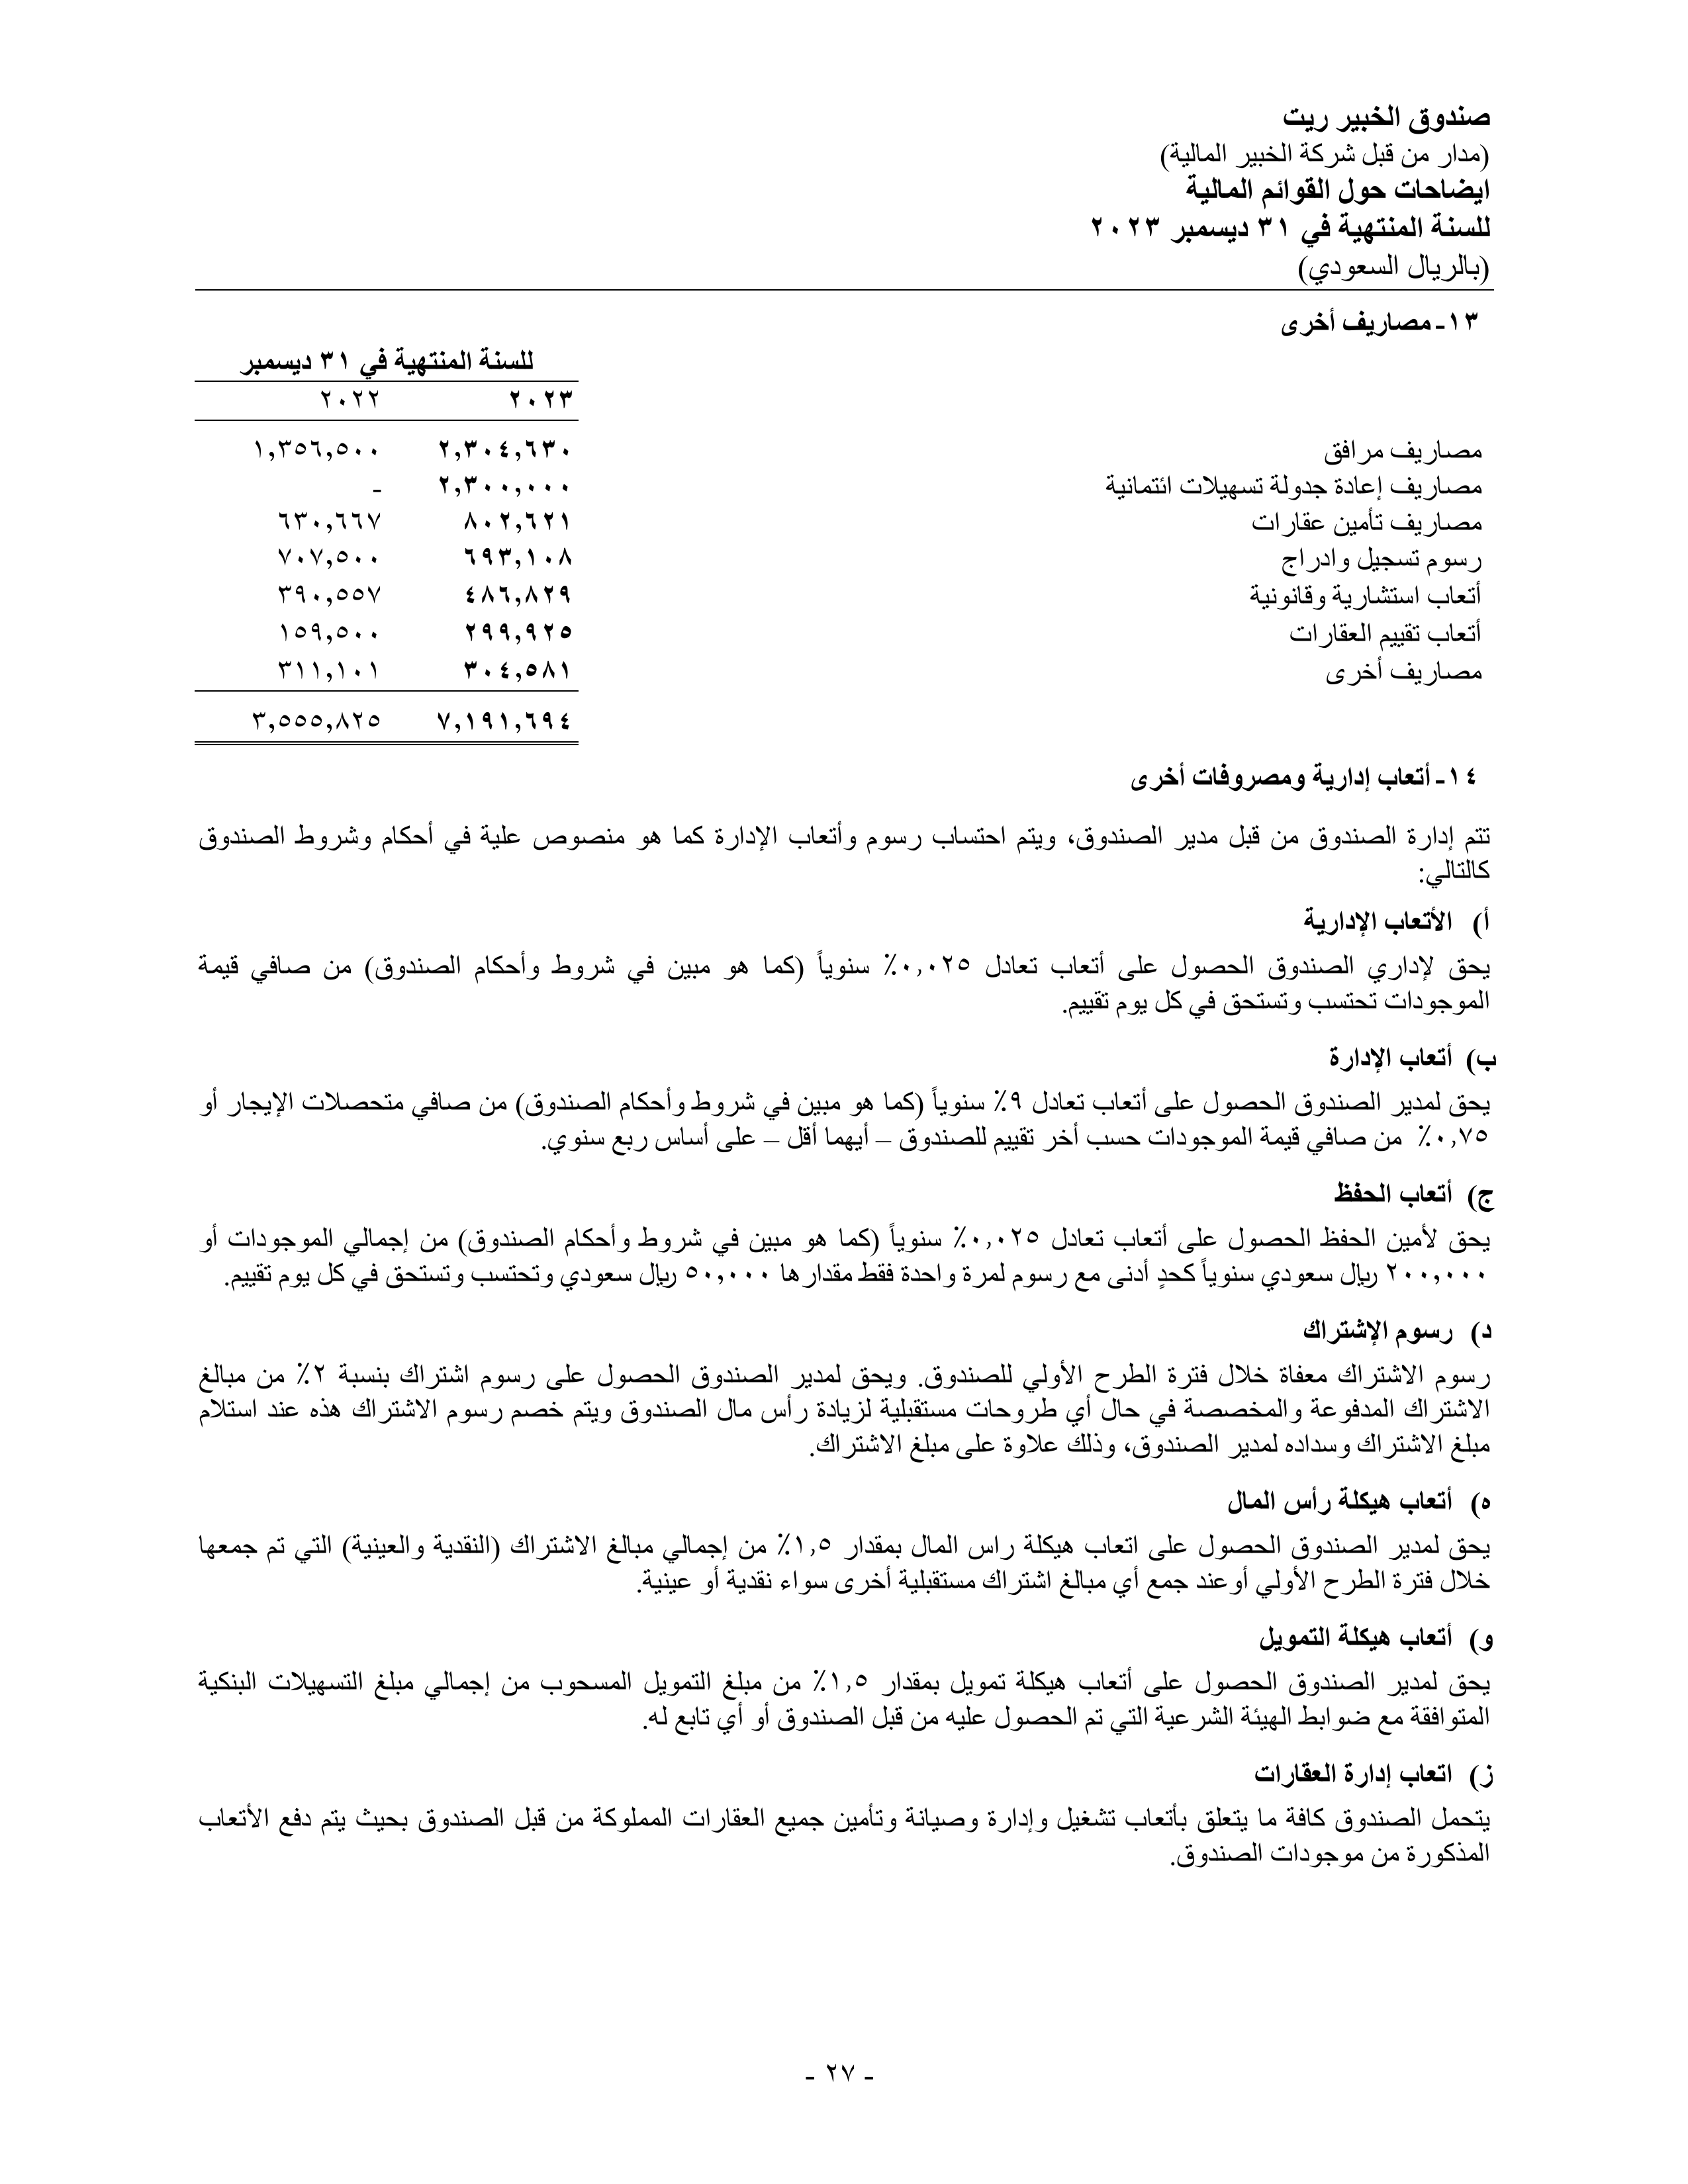 صندوق الخبير ريت
(مدار من قبل شركة الخبير المالية)
ايضاحات حول القوائم المالية
للسنة المنتهية في ٣١ ديسمبر ٢٠٢٣
(بالريال السعودي)
١٣- مصاريف أخرى
للسنة المنتهية في ٣١ ديسمبر
٢٠٢٣ ٢٠٢٢
مصاريف مرافق ٢,٣٠٤,٦٣٠ ١,٣٥٦,٥٠٠
مصاريف إعادة جدولة تسهيلات ائتمانية ٢,٣٠٠,٠٠٠ -
مصاريف تأمين عقارات ٨٠٢,٦٢١ ٦٣٠,٦٦٧
رسوم تسجيل وادراج ٦٩٣,١٠٨ ٧٠٧,٥٠٠
أتعاب استشارية وقانونية ٤٨٦,٨٢٩ ٣٩٠,٥٥٧
أتعاب تقييم العقارات ٢٩٩,٩٢٥ ١٥٩,٥٠٠
مصاريف أخرى ٣٠٤,٥٨١ ٣١١,١٠١
٧,١٩١,٦٩٤ ٣,٥٥٥,٨٢٥
١٤- أتعاب إدارية ومصروفات أخرى
تتم إدارة الصندوق من قبل مدير الصندوق، ويتم احتساب رسوم وأتعاب الإدارة كما هو منصوص علية في أحكام وشروط الصندوق
كالتالي:
أ) الأتعاب الإدارية
يحق لإداري الصندوق الحصول على أتعاب تعادل ٠,٠٢٥٪ سنوياً (كما هو مبين في شروط وأحكام الصندوق) من صافي قيمة
الموجودات تحتسب وتستحق في كل يوم تقييم.
ب) أتعاب الإدارة
يحق لمدير الصندوق الحصول على أتعاب تعادل ٩٪ سنوياً (كما هو مبين في شروط وأحكام الصندوق) من صافي متحصلات الإيجار أو
٠,٧٥٪ من صافي قيمة الموجودات حسب أخر تقييم للصندوق – أيهما أقل – على أساس ربع سنوي.
ج) أتعاب الحفظ
يحق لأمين الحفظ الحصول على أتعاب تعادل ٠,٠٢٥٪ سنوياً (كما هو مبين في شروط وأحكام الصندوق) من إجمالي الموجودات أو
٢٠٠,٠٠٠ ريال سعودي سنوياً كحدٍ أدنى مع رسوم لمرة واحدة فقط مقدارها ٥٠,٠٠٠ ريال سعودي وتحتسب وتستحق في كل يوم تقييم.
د) رسوم الإشتراك
رسوم الاشتراك معفاة خلال فترة الطرح الأولي للصندوق. ويحق لمدير الصندوق الحصول على رسوم اشتراك بنسبة ٢٪ من مبالغ
الاشتراك المدفوعة والمخصصة في حال أي طروحات مستقبلية لزيادة رأس مال الصندوق ويتم خصم رسوم الاشتراك هذه عند استلام
مبلغ الاشتراك وسداده لمدير الصندوق، وذلك علاوة على مبلغ الاشتراك.
ه) أتعاب هيكلة رأس المال
يحق لمدير الصندوق الحصول على اتعاب هيكلة راس المال بمقدار ١,٥٪ من إجمالي مبالغ الاشتراك (النقدية والعينية) التي تم جمعها
خلال فترة الطرح الأولي أوعند جمع أي مبالغ اشتراك مستقبلية أخرى سواء نقدية أو عينية.
و) أتعاب هيكلة التمويل
يحق لمدير الصندوق الحصول على أتعاب هيكلة تمويل بمقدار ١,٥٪ من مبلغ التمويل المسحوب من إجمالي مبلغ التسهيلات البنكية
المتوافقة مع ضوابط الهيئة الشرعية التي تم الحصول عليه من قبل الصندوق أو أي تابع له.
ز) اتعاب إدارة العقارات
يتحمل الصندوق كافة ما يتعلق بأتعاب تشغيل وإدارة وصيانة وتأمين جميع العقارات المملوكة من قبل الصندوق بحيث يتم دفع الأتعاب
المذكورة من موجودات الصندوق.
- ٢٧ -